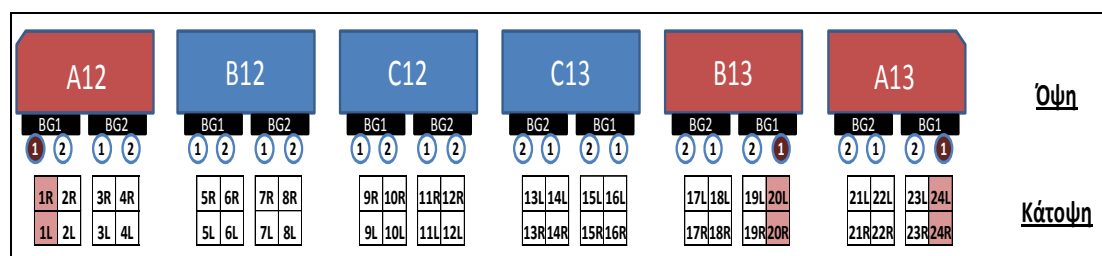 A12 B12 C12 C13 B13 A13 Όψη
BG1 BG2 BG1 BG2 BG1 BG2 BG2 BG1 BG2 BG1 BG2 BG1
1 2 1 2 1 2 1 2 1 2 1 2 2 1 2 1 2 1 2 1 2 1 2 1
1R 2R 3R 4R 5R 6R 7R 8R 9R 10R 11R 12R 13L 14L 15L 16L 17L 18L 19L 20L 21L 22L 23L 24L
Κάτοψη
1L 2L 3L 4L 5L 6L 7L 8L 9L 10L 11L 12L 13R 14R 15R 16R 17R 18R 19R 20R 21R 22R 23R 24R